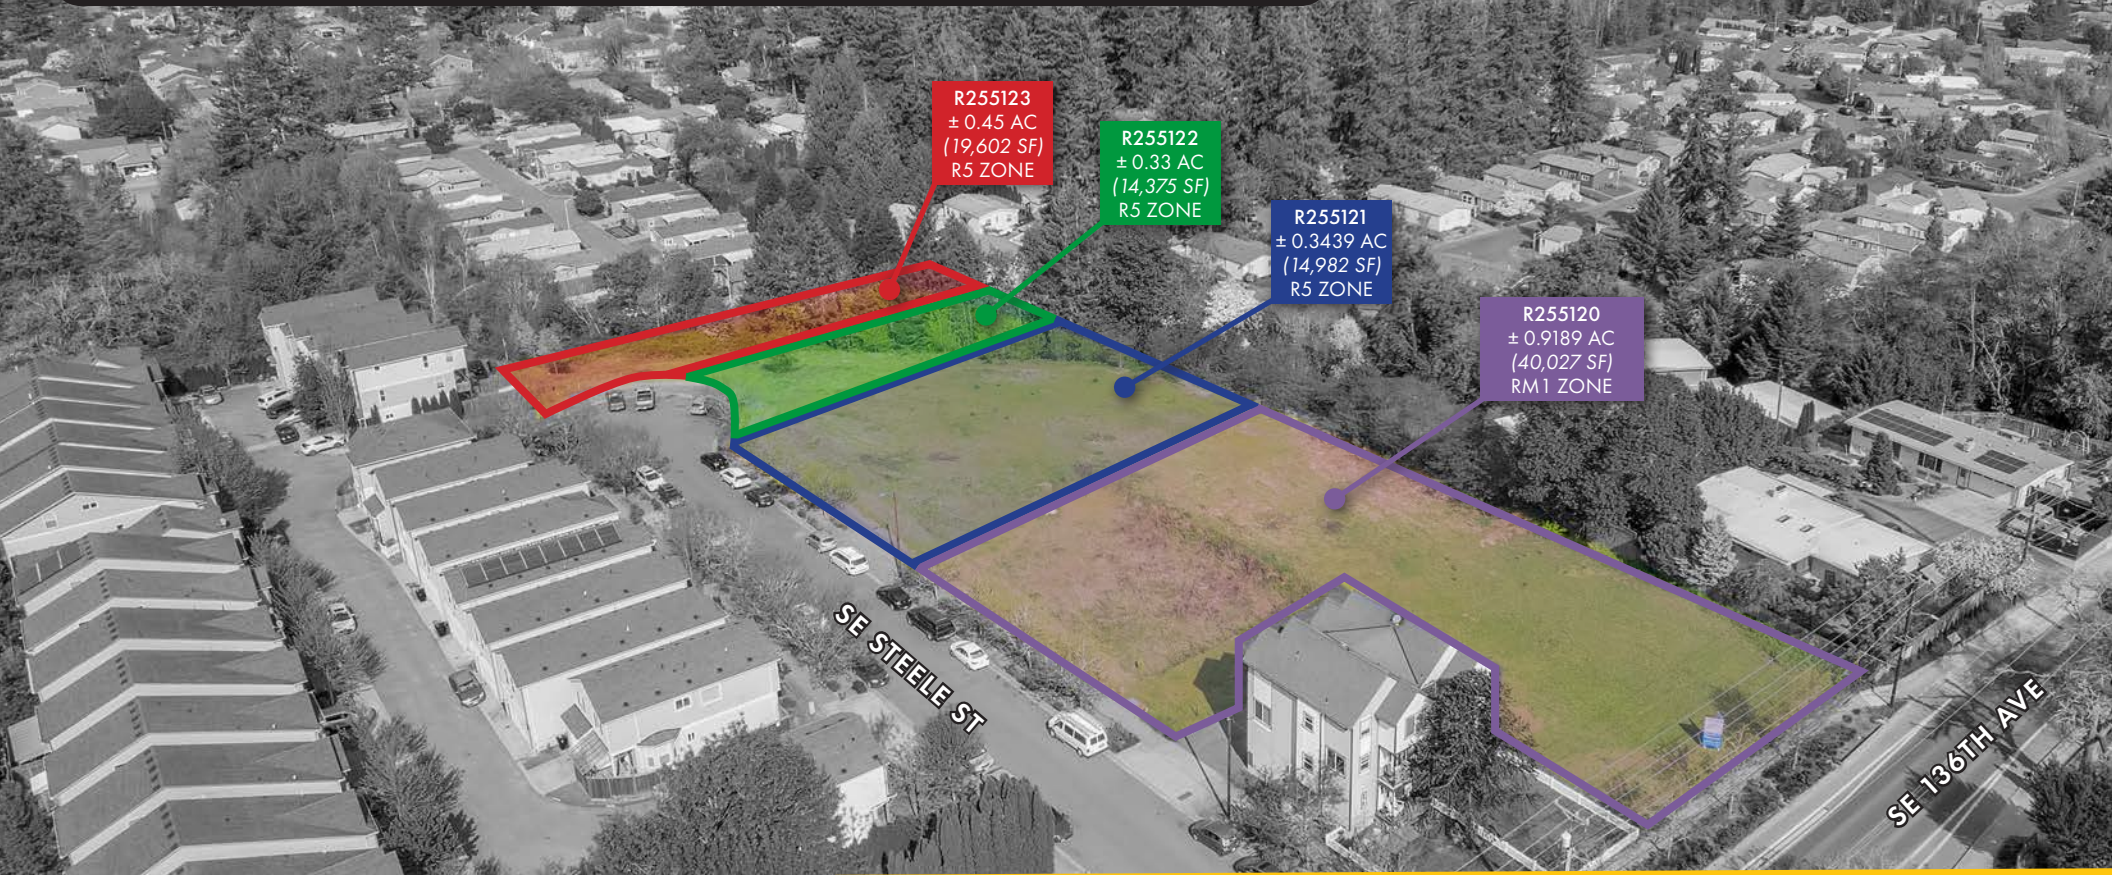 R255123
± 0.45 AC
(19,602 SF)
R5 ZONE
R255122
± 0.33 AC
(14,375 SF)
R5 ZONE
R255121
± 0.3439 AC
(14,982 SF)
R5 ZONE
R255120
± 0.9189 AC
(40,027 SF)
RM1 ZONE
SE STEELE ST
SE 136TH AVE